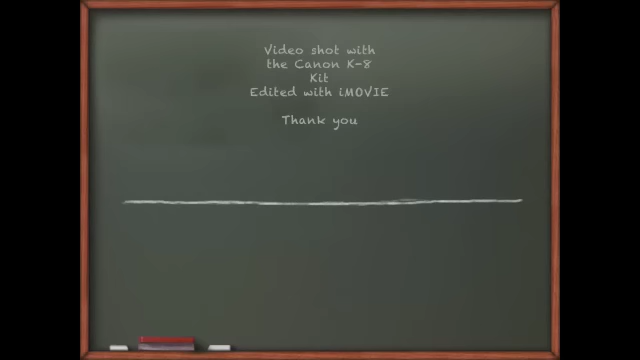 Video shot with
the Canon K-8
Kit
Edited with iMOVIE
Thank you